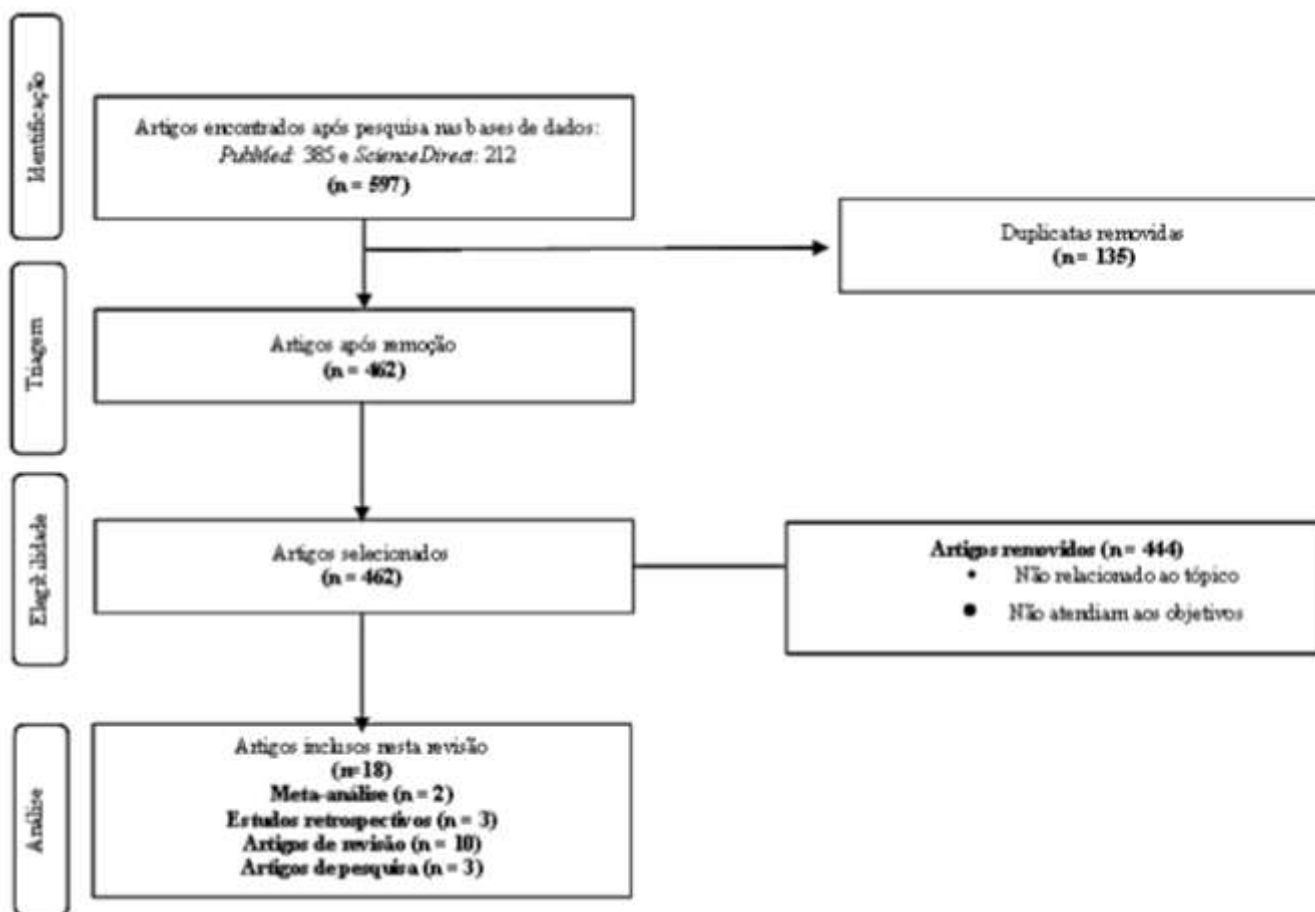 Identificação
Artigos encontrados após pesquisa nas bases de dados:
PubMed: 385 e ScienceDirect: 212
(n = 597)
Duplicatas removidas
(n = 135)
Triagem
Artigos após remoção
(n = 462)
Elegibilidade
Artigos selecionados
(n = 462)
Artigos removidos (n = 444)
• Não relacionado ao tópico
• Não atendiam aos objetivos
Análise
Artigos inclusos nesta revisão
(n=18)
Meta-análise (n = 2)
Estudos retrospectivos (n = 3)
Artigos de revisão (n = 10)
Artigos de pesquisa (n = 3)